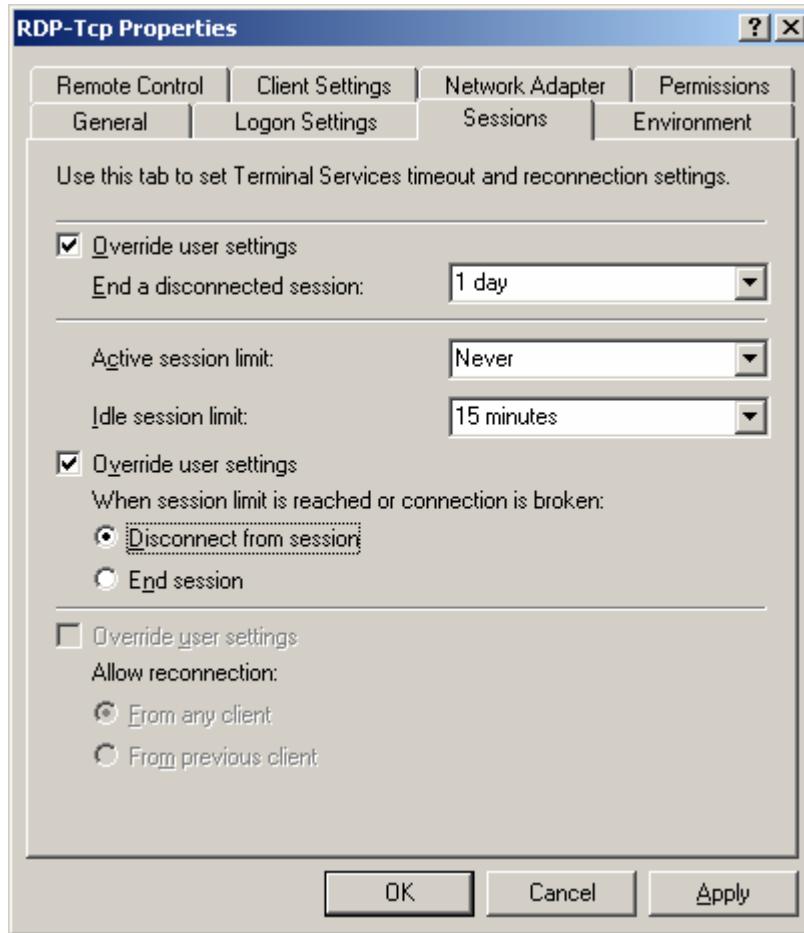 RDP-Tcp Properties
Remote Control Client Settings Network Adapter Permissions
General Logon Settings Sessions Environment
Use this tab to set Terminal Services timeout and reconnection settings.
Override user settings
End a disconnected session: 1 day
Active session limit: Never
Idle session limit: 15 minutes
Override user settings
When session limit is reached or connection is broken:
Disconnect from session
End session
Override user settings
Allow reconnection:
From any client
From previous client
OK Cancel Apply